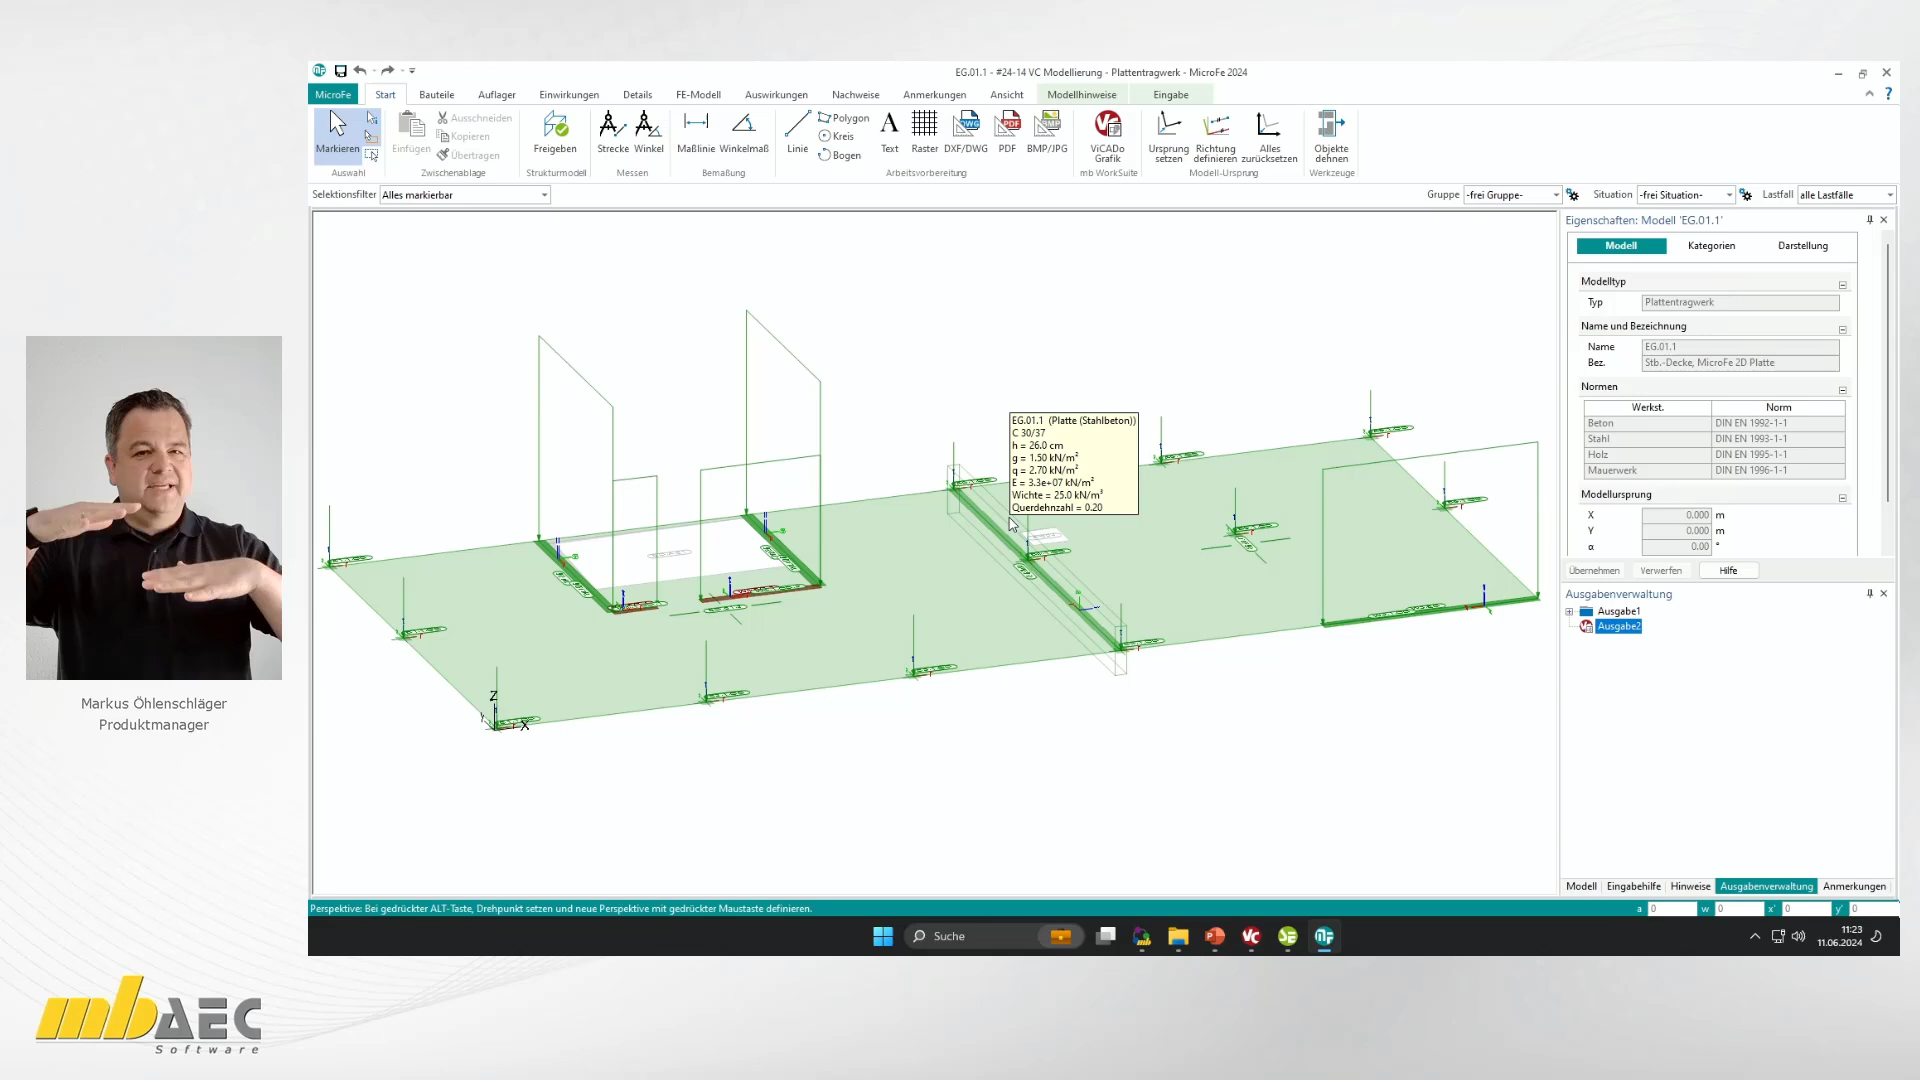 EG.01.1 - #24-14 VC Modellierung - Plattentragwerk - MicroFe 2024
MicroFe Start Bauteile Auflager Einwirkungen Details FE-Modell Auswirkungen Nachweise Anmerkungen Ansicht Modellhinweise Eingabe
Markieren
Auswahl
Einfügen
Ausschneiden
Kopieren
Übertragen
Zwischenablage
Freigeben
Strukturmodell
Strecke Winkel
Messen
Maßlinie Winkelmaß
Bemaßung
Linie
Polygon
Kreis
Bogen
Text Raster DXF/DWG PDF BMP/JPG
Arbeitsvorbereitung
ViCADo Grafik
mb WorkSuite
Ursprung setzen
Richtung definieren
Alles zurücksetzen
Modell-Ursprung
Objekte dehnen
Werkzeuge
Selektionsfilter Alles markierbar
Gruppe -frei Gruppe- Situation -frei Situation- Lastfall alle Lastfälle
EG.01.1 (Platte (Stahlbeton))
C 30/37
h = 26.0 cm
g = 1.50 kN/m²
q = 2.70 kN/m²
E = 3.3e+07 kN/m²
Wichte = 25.0 kN/m³
Querdehnzahl = 0.20
Z
Y
X
Eigenschaften: Modell 'EG.01.1'
Modell Kategorien Darstellung
Modelltyp
Typ Plattentragwerk
Name und Bezeichnung
Name EG.01.1
Bez. Stb.-Decke, MicroFe 2D Platte
Normen
Werkst. Norm
Beton DIN EN 1992-1-1
Stahl DIN EN 1993-1-1
Holz DIN EN 1995-1-1
Mauerwerk DIN EN 1996-1-1
Modellursprung
X 0.000 m
Y 0.000 m
α 0.00 °
Übernehmen Verwerfen Hilfe
Ausgabenverwaltung
Ausgabe1
Ausgabe2
Modell Eingabehilfe Hinweise Ausgabenverwaltung Anmerkungen
Perspektive: Bei gedrückter ALT-Taste, Drehpunkt setzen und neue Perspektive mit gedrückter Maustaste definieren.
a 0 w 0 x' 0 y' 0
Suche
11:23
11.06.2024
Markus Öhlenschläger
Produktmanager
mb AEC
Software